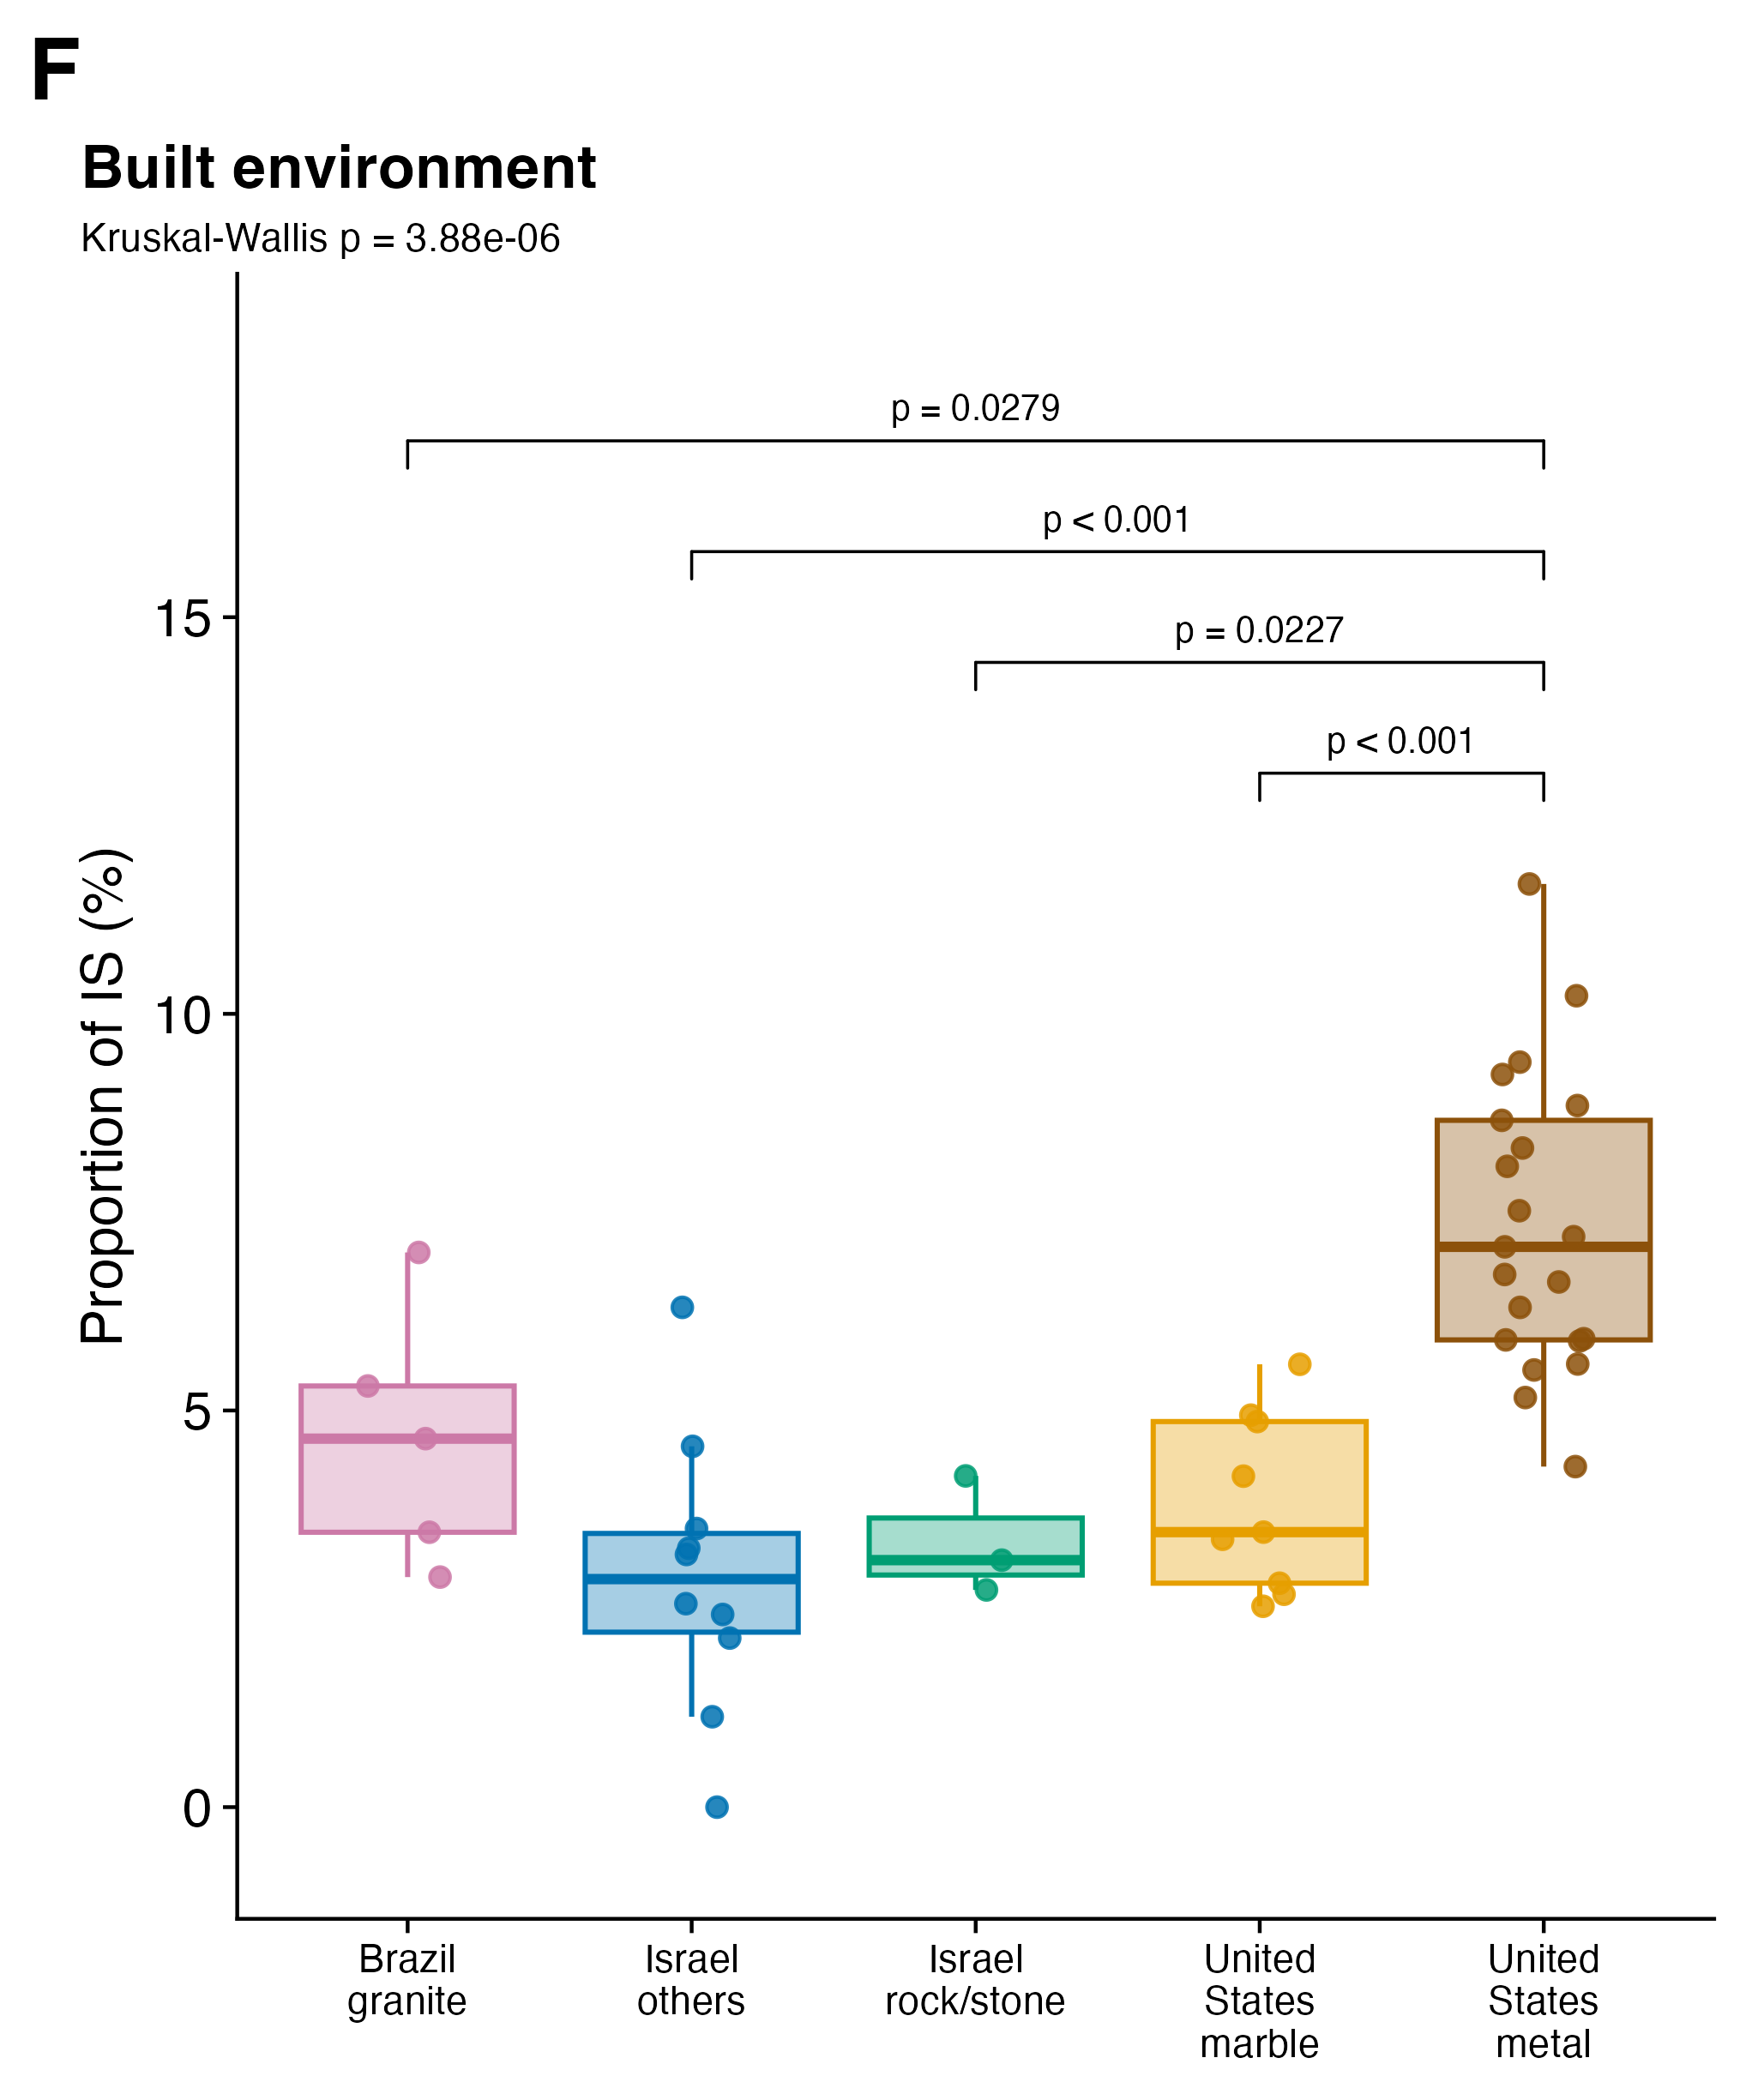 F
Built environment
Kruskal-Wallis p = 3.88e-06
p = 0.0279
p < 0.001
p = 0.0227
p < 0.001
15
10
5
0
Proportion of IS (%)
Brazil
granite
Israel
others
Israel
rock/stone
United
States
marble
United
States
metal